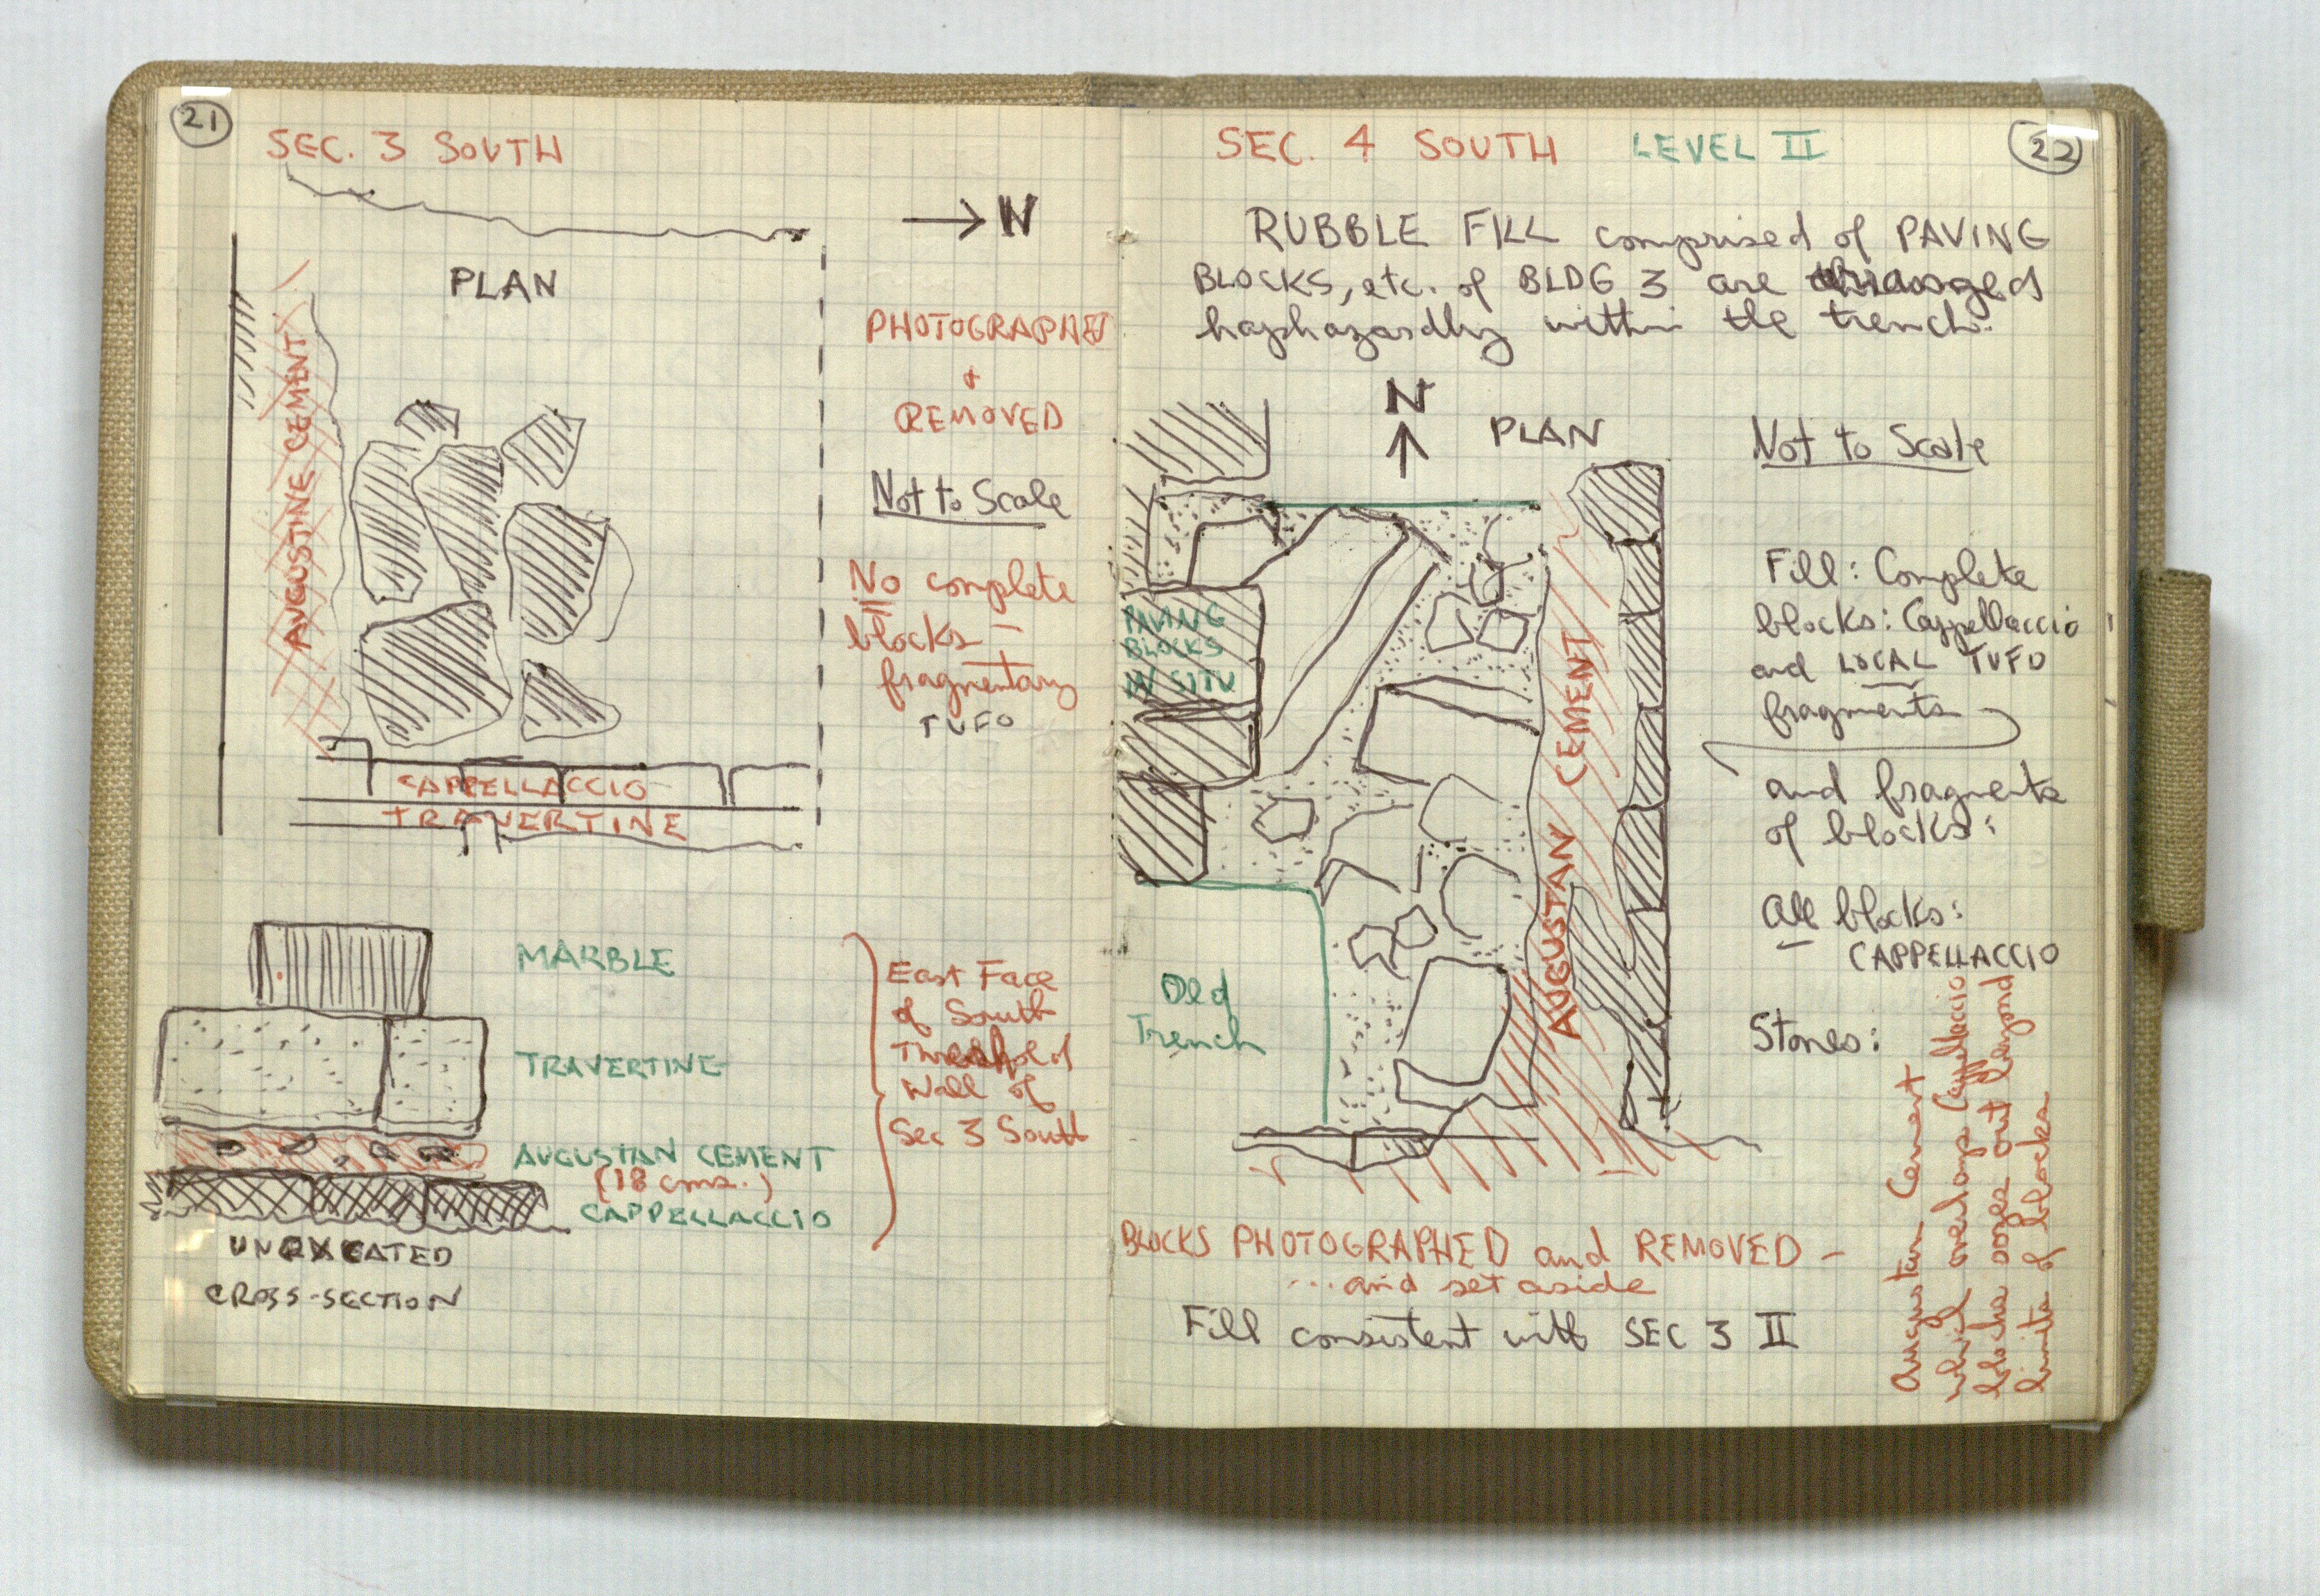 21
SEC. 3 SOUTH
→ N
PLAN
AUGUSTINE CEMENT
PHOTOGRAPHED
+
REMOVED
Not to Scale
No complete
blocks –
fragmentary
TUFO
CAPPELLACCIO
TRAVERTINE
MARBLE
TRAVERTINE
AUGUSTAN CEMENT
(18 cms.)
CAPPELLACCIO
CROSS-SECTION
East Face
of South
Threshold
Wall of
Sec 3 South
SEC. 4 SOUTH LEVEL II
22
RUBBLE FILL comprised of PAVING
BLOCKS, etc. of BLDG 3 are arranged
haphazardly within the trench.
N
PLAN
Not to Scale
PAVING
BLOCKS
IN SITU
AUGUSTAN CEMENT
Old
Trench
Fill: Complete
blocks: Cappellaccio
and LOCAL TUFO
fragments
and fragments
of blocks:
All blocks:
CAPPELLACCIO
Stones:
Augustan Cement
which overlaps Cappellaccio
blocks oozes out beyond
limits of blocks
BLOCKS PHOTOGRAPHED and REMOVED –
...and set aside
Fill consistent with SEC 3 II